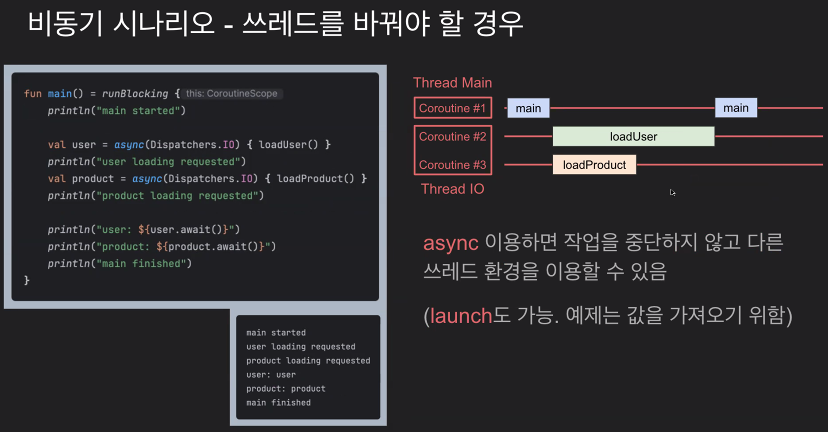 비동기 시나리오 - 쓰레드를 바꿔야 할 경우
fun main() = runBlocking { this: CoroutineScope
println("main started")
val user = async(Dispatchers.IO) { loadUser() }
println("user loading requested")
val product = async(Dispatchers.IO) { loadProduct() }
println("product loading requested")
println("user: ${user.await()}")
println("product: ${product.await()}")
println("main finished")
}
main started
user loading requested
product loading requested
user: user
product: product
main finished
Thread Main
Coroutine #1 main main
Coroutine #2 loadUser
Coroutine #3 loadProduct
Thread IO
async 이용하면 작업을 중단하지 않고 다른
쓰레드 환경을 이용할 수 있음
(launch도 가능. 예제는 값을 가져오기 위함)